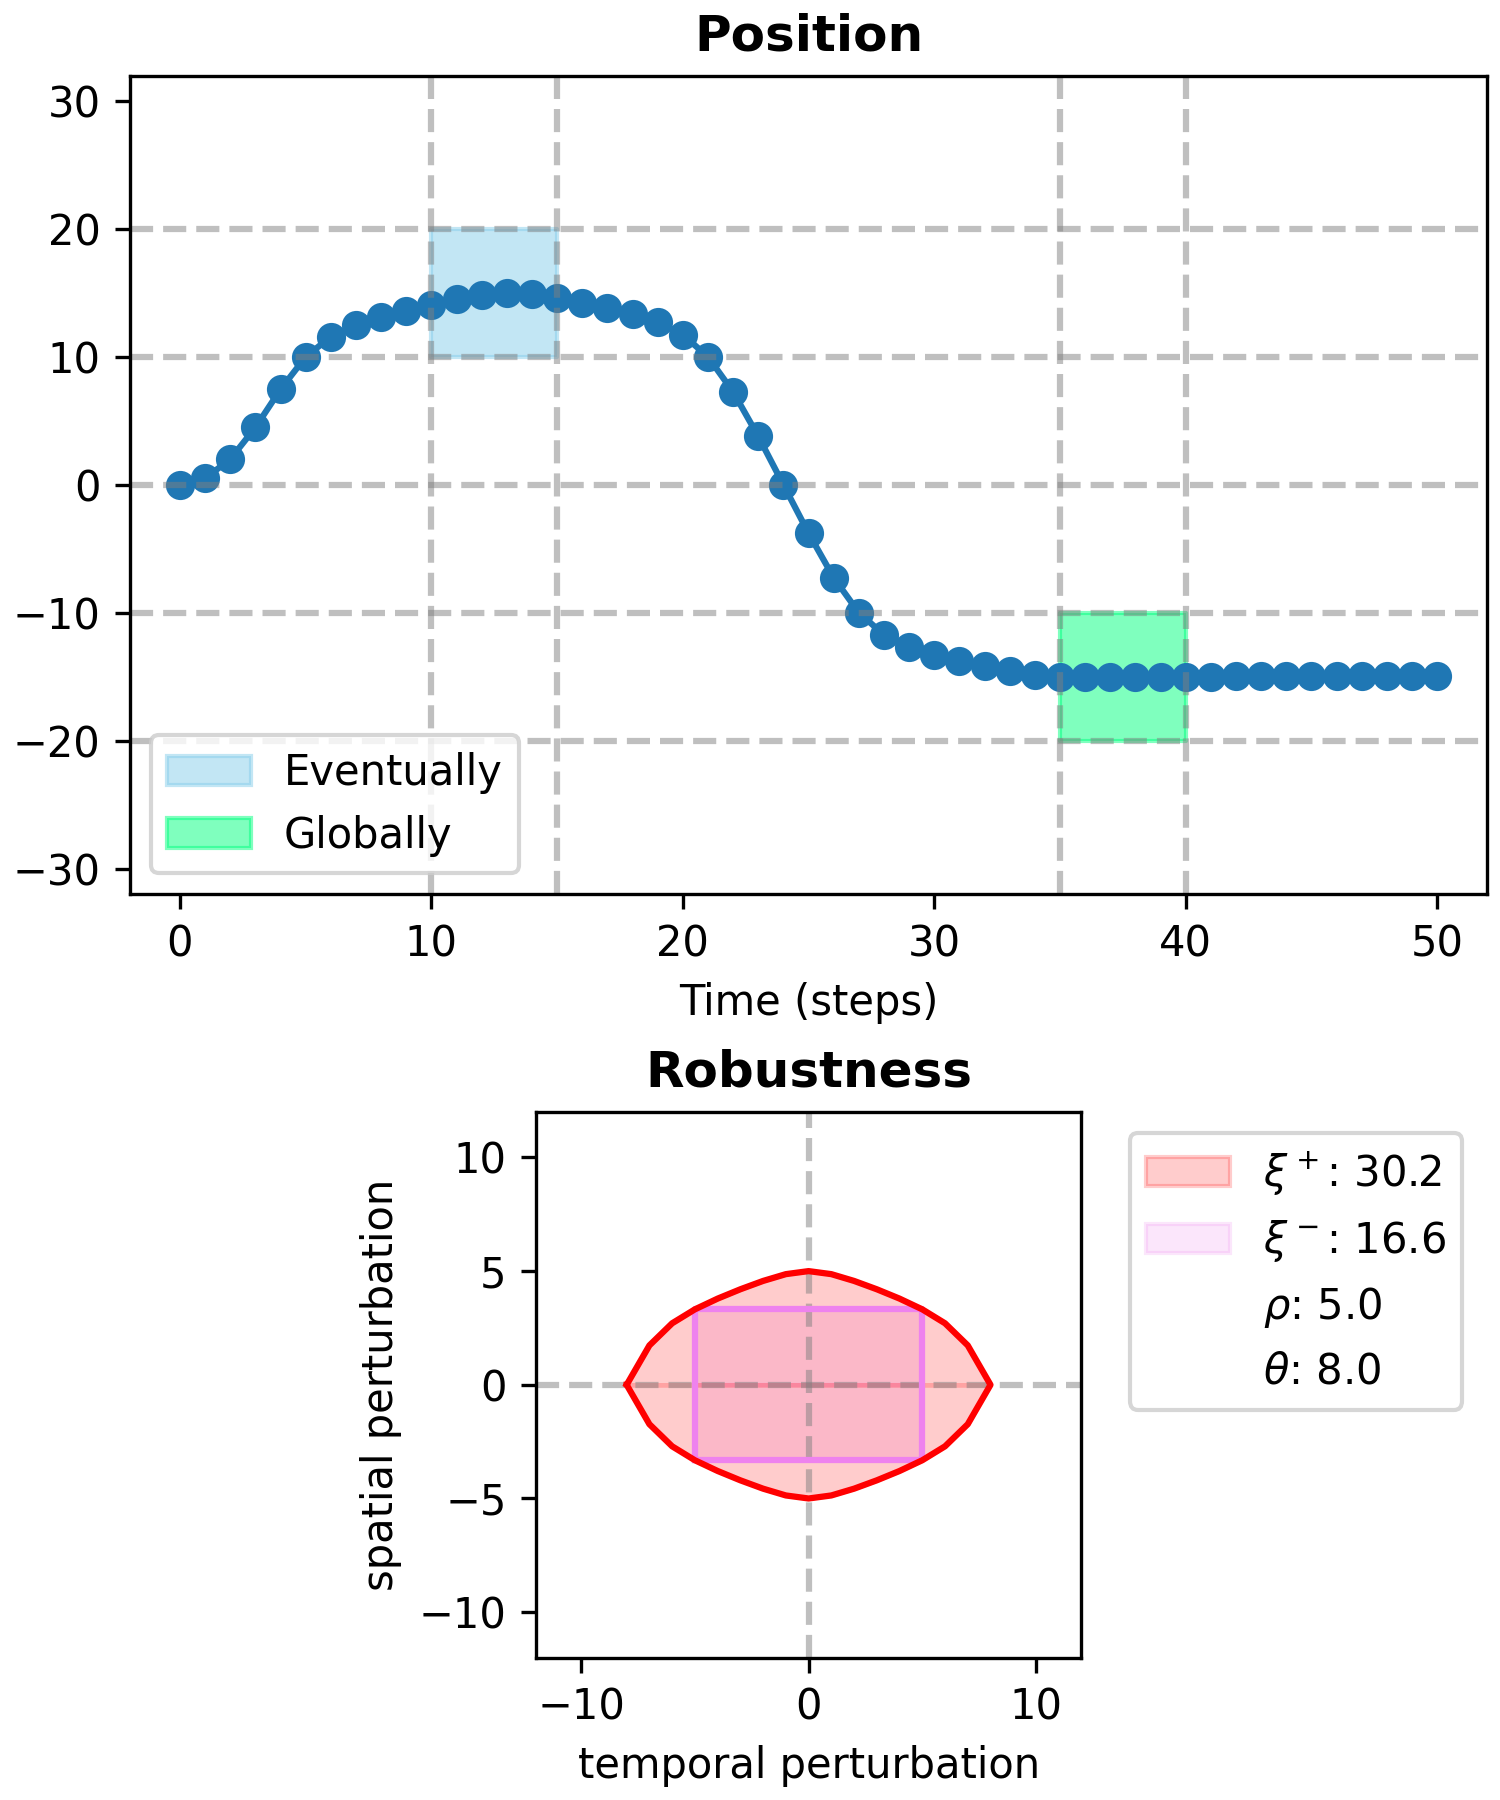 Position
30
20
10
0
−10
−20
−30
Eventually
Globally
0 10 20 30 40 50
Time (steps)
Robustness
spatial perturbation
10
5
0
−5
−10
−10 0 10
temporal perturbation
ξ⁺: 30.2
ξ⁻: 16.6
ρ: 5.0
θ: 8.0